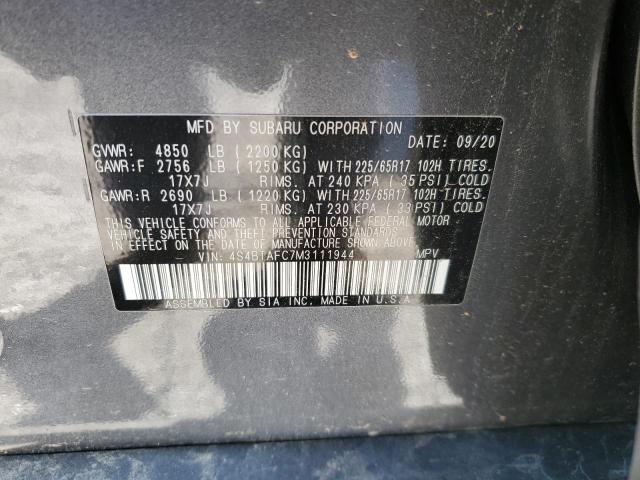 MFD BY SUBARU CORPORATION DATE: 09/20
GVWR: 4850 LB (2200 KG)
GAWR:F 2756 LB (1250 KG) WITH 225/65R17 102H TIRES.
17X7J RIMS. AT 240 KPA (35 PSI) COLD
GAWR:R 2690 LB (1220 KG) WITH 225/65R17 102H TIRES.
17X7J RIMS. AT 230 KPA (33 PSI) COLD
THIS VEHICLE CONFORMS TO ALL APPLICABLE FEDERAL MOTOR
VEHICLE SAFETY STANDARDS IN EFFECT ON THE DATE OF
MANUFACTURE SHOWN ABOVE.
VIN: 4S4BTAFC7M3111944 MPV
ASSEMBLED BY SIA INC. MADE IN U.S.A